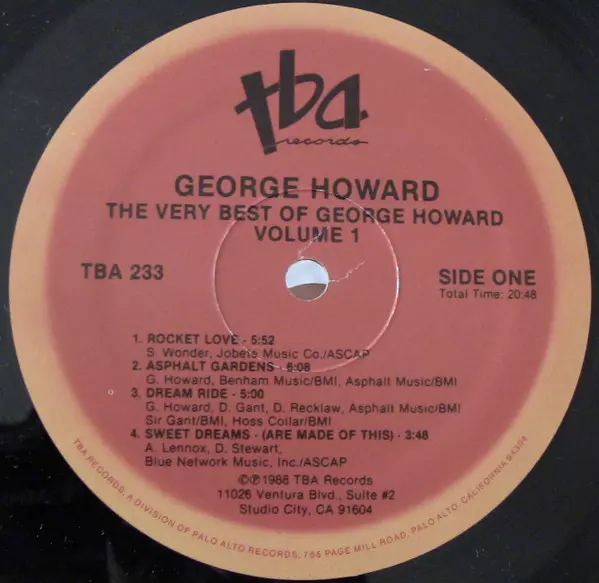 tba
records
GEORGE HOWARD
THE VERY BEST OF GEORGE HOWARD
VOLUME 1
TBA 233
SIDE ONE
Total Time: 20:48
1. ROCKET LOVE - 5:52
S. Wonder, Jobete Music Co./ASCAP
2. ASPHALT GARDENS - 6:08
G. Howard, Benham Music/BMI, Asphalt Music/BMI
3. DREAM RIDE - 5:00
G. Howard, D. Gant, D. Recklaw, Asphalt Music/BMI
Sir Gant/BMI, Hoss Collar/BMI
4. SWEET DREAMS - (ARE MADE OF THIS) - 3:48
A. Lennox, D. Stewart,
Blue Network Music, Inc./ASCAP
©℗1988 TBA Records
11026 Ventura Blvd., Suite #2
Studio City, CA 91604
TBA RECORDS, A DIVISION OF PALO ALTO RECORDS, 755 PAGE MILL ROAD, PALO ALTO, CALIFORNIA 94304